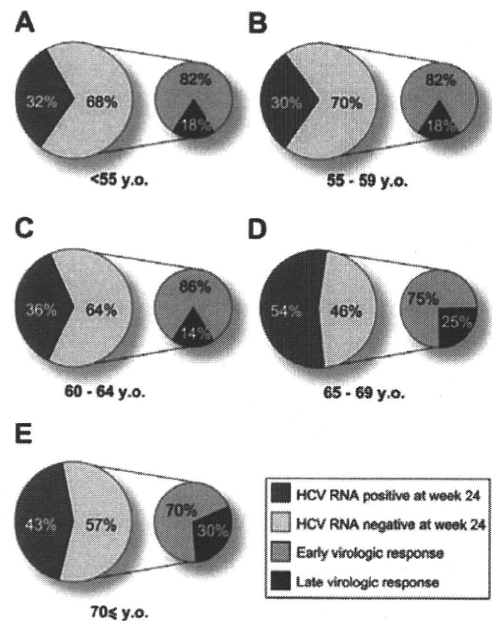 A
32%
68%
82%
18%
<55 y.o.
B
30%
70%
82%
18%
55 - 59 y.o.
C
36%
64%
86%
14%
60 - 64 y.o.
D
54%
46%
75%
25%
65 - 69 y.o.
E
43%
57%
70%
30%
70≤ y.o.
HCV RNA positive at week 24
HCV RNA negative at week 24
Early virologic response
Late virologic response